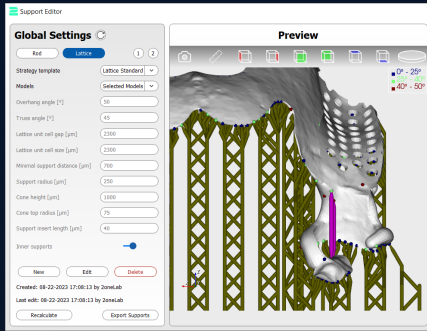 Support Editor
Global Settings
Rod Lattice 1 2
Strategy template Lattice Standard
Models Selected Models
Overhang angle [°] 50
Truss angle [°] 45
Lattice unit cell gap [µm] 2300
Lattice unit cell size [µm] 2300
Minimal support distance [µm] 700
Support radius [µm] 250
Cone height [µm] 1000
Cone top radius [µm] 75
Support insert length [µm] 40
Inner supports
New Edit Delete
Created: 08-22-2023 17:08:13 by ZoneLab
Last edit: 08-22-2023 17:08:13 by ZoneLab
Recalculate Export Supports
Preview
0° - 25°
40° - 50°